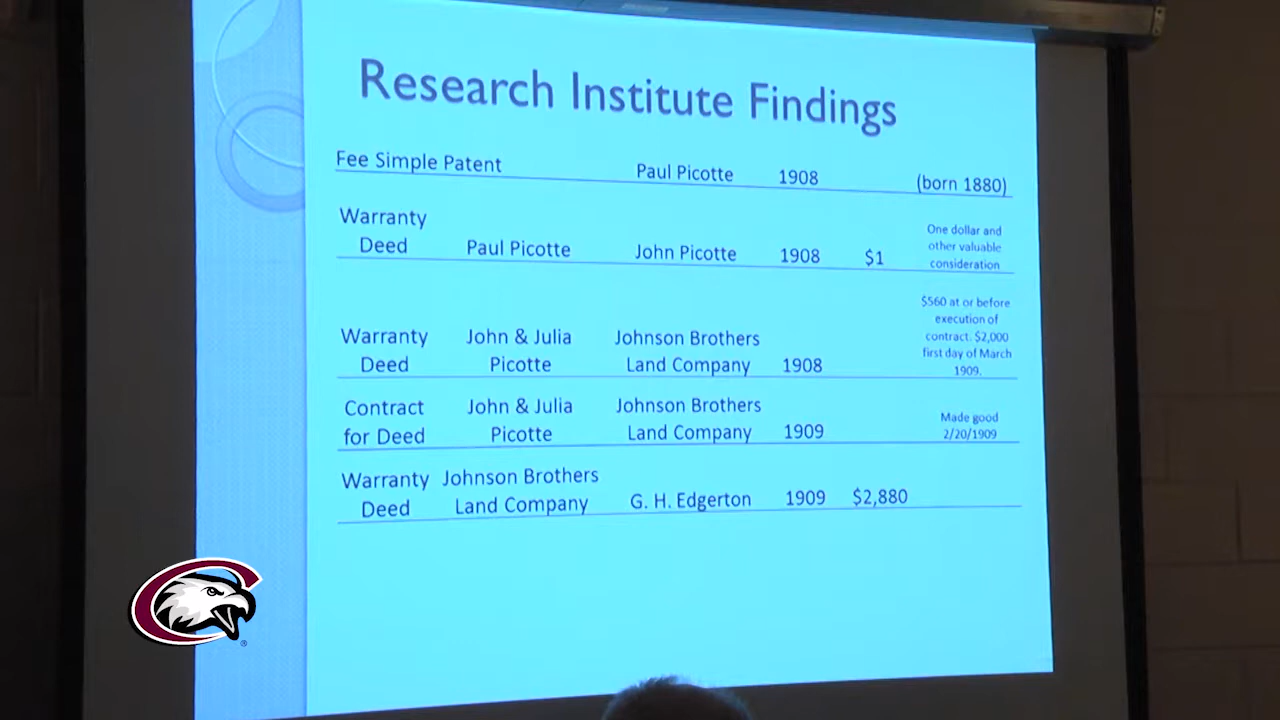 Research Institute Findings
Fee Simple Patent Paul Picotte 1908 (born 1880)
Warranty
Deed Paul Picotte John Picotte 1908 $1
One dollar and
other valuable
consideration
Warranty
Deed
John & Julia
Picotte
Johnson Brothers
Land Company
1908
$560 at or before
execution of
contract. $2,000
first day of March
1909.
Contract
for Deed
John & Julia
Picotte
Johnson Brothers
Land Company
1909
Made good
2/20/1909
Warranty
Deed
Johnson Brothers
Land Company
G. H. Edgerton 1909 $2,880
C
®